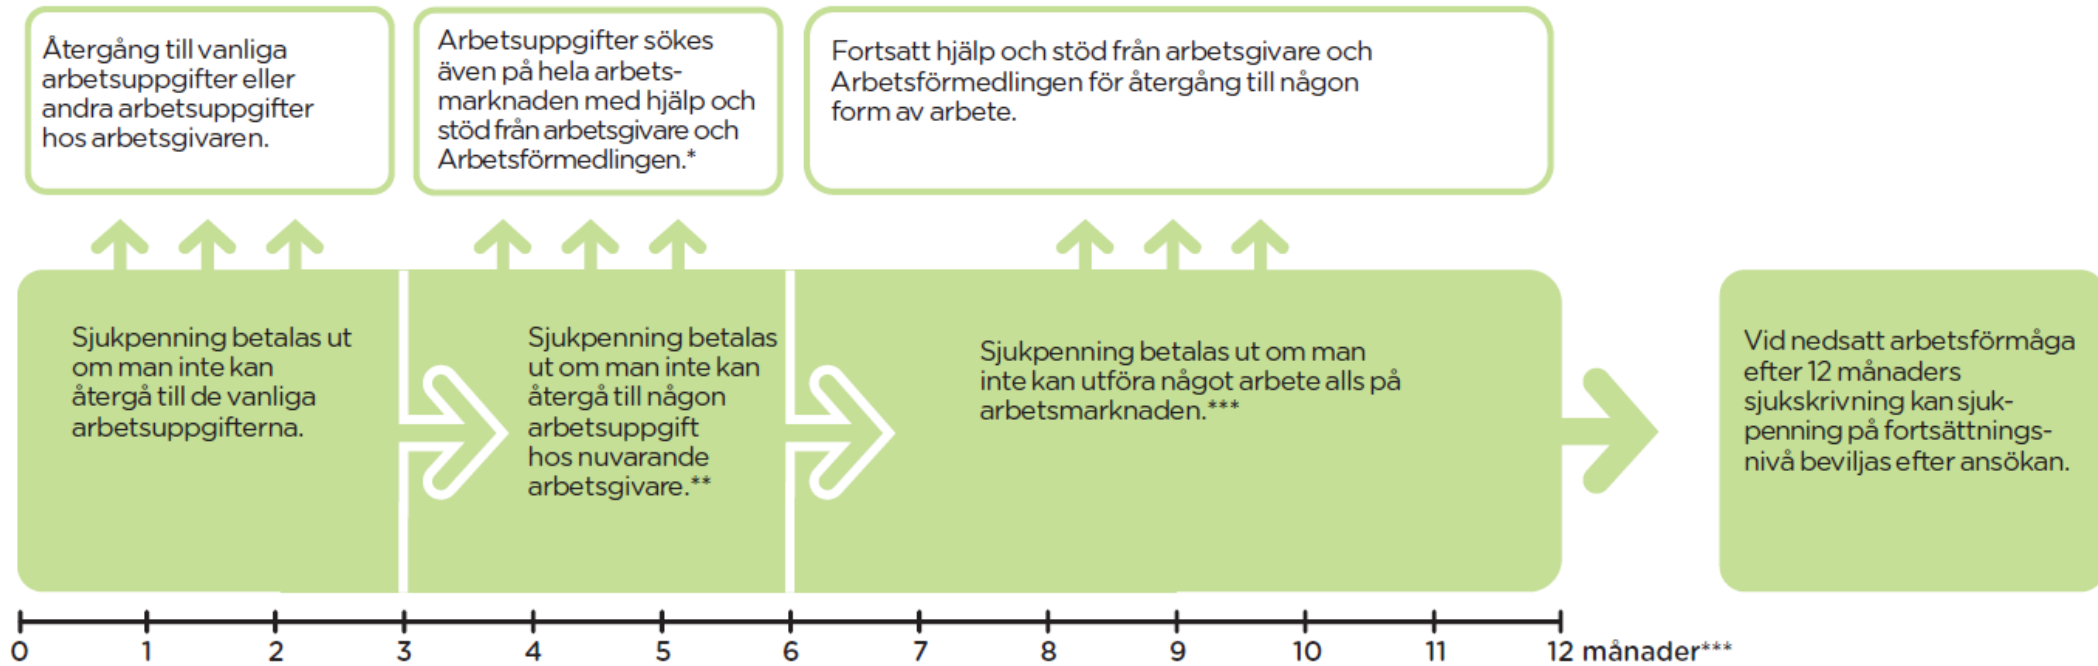 Återgång till vanliga
arbetsuppgifter eller
andra arbetsuppgifter
hos arbetsgivaren.
Arbetsuppgifter sökes
även på hela arbets-
marknaden med hjälp och
stöd från arbetsgivare och
Arbetsförmedlingen.*
Fortsatt hjälp och stöd från arbetsgivare och
Arbetsförmedlingen för återgång till någon
form av arbete.
Sjukpenning betalas ut
om man inte kan
återgå till de vanliga
arbetsuppgifterna.
Sjukpenning betalas
ut om man inte kan
återgå till någon
arbetsuppgift
hos nuvarande
arbetsgivare.**
Sjukpenning betalas ut om man
inte kan utföra något arbete alls på
arbetsmarknaden.***
Vid nedsatt arbetsförmåga
efter 12 månaders
sjukskrivning kan sjuk-
penning på fortsättnings-
nivå beviljas efter ansökan.
0 1 2 3 4 5 6 7 8 9 10 11 12 månader***